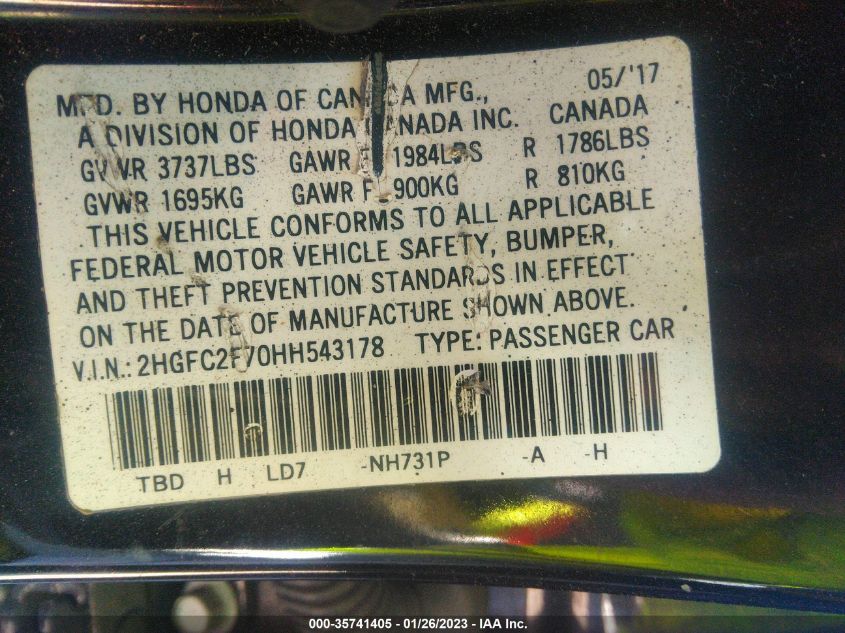 05/'17
MFD. BY HONDA OF CANADA MFG.,
A DIVISION OF HONDA CANADA INC. CANADA
GVWR 3737LBS GAWR F 1984LBS R 1786LBS
GVWR 1695KG GAWR F 900KG R 810KG
THIS VEHICLE CONFORMS TO ALL APPLICABLE
FEDERAL MOTOR VEHICLE SAFETY, BUMPER,
AND THEFT PREVENTION STANDARDS IN EFFECT
ON THE DATE OF MANUFACTURE SHOWN ABOVE.
V.I.N.: 2HGFC2F70HH543178 TYPE: PASSENGER CAR
TBD H LD7 -NH731P -A -H
000-35741405 - 01/26/2023 - IAA Inc.